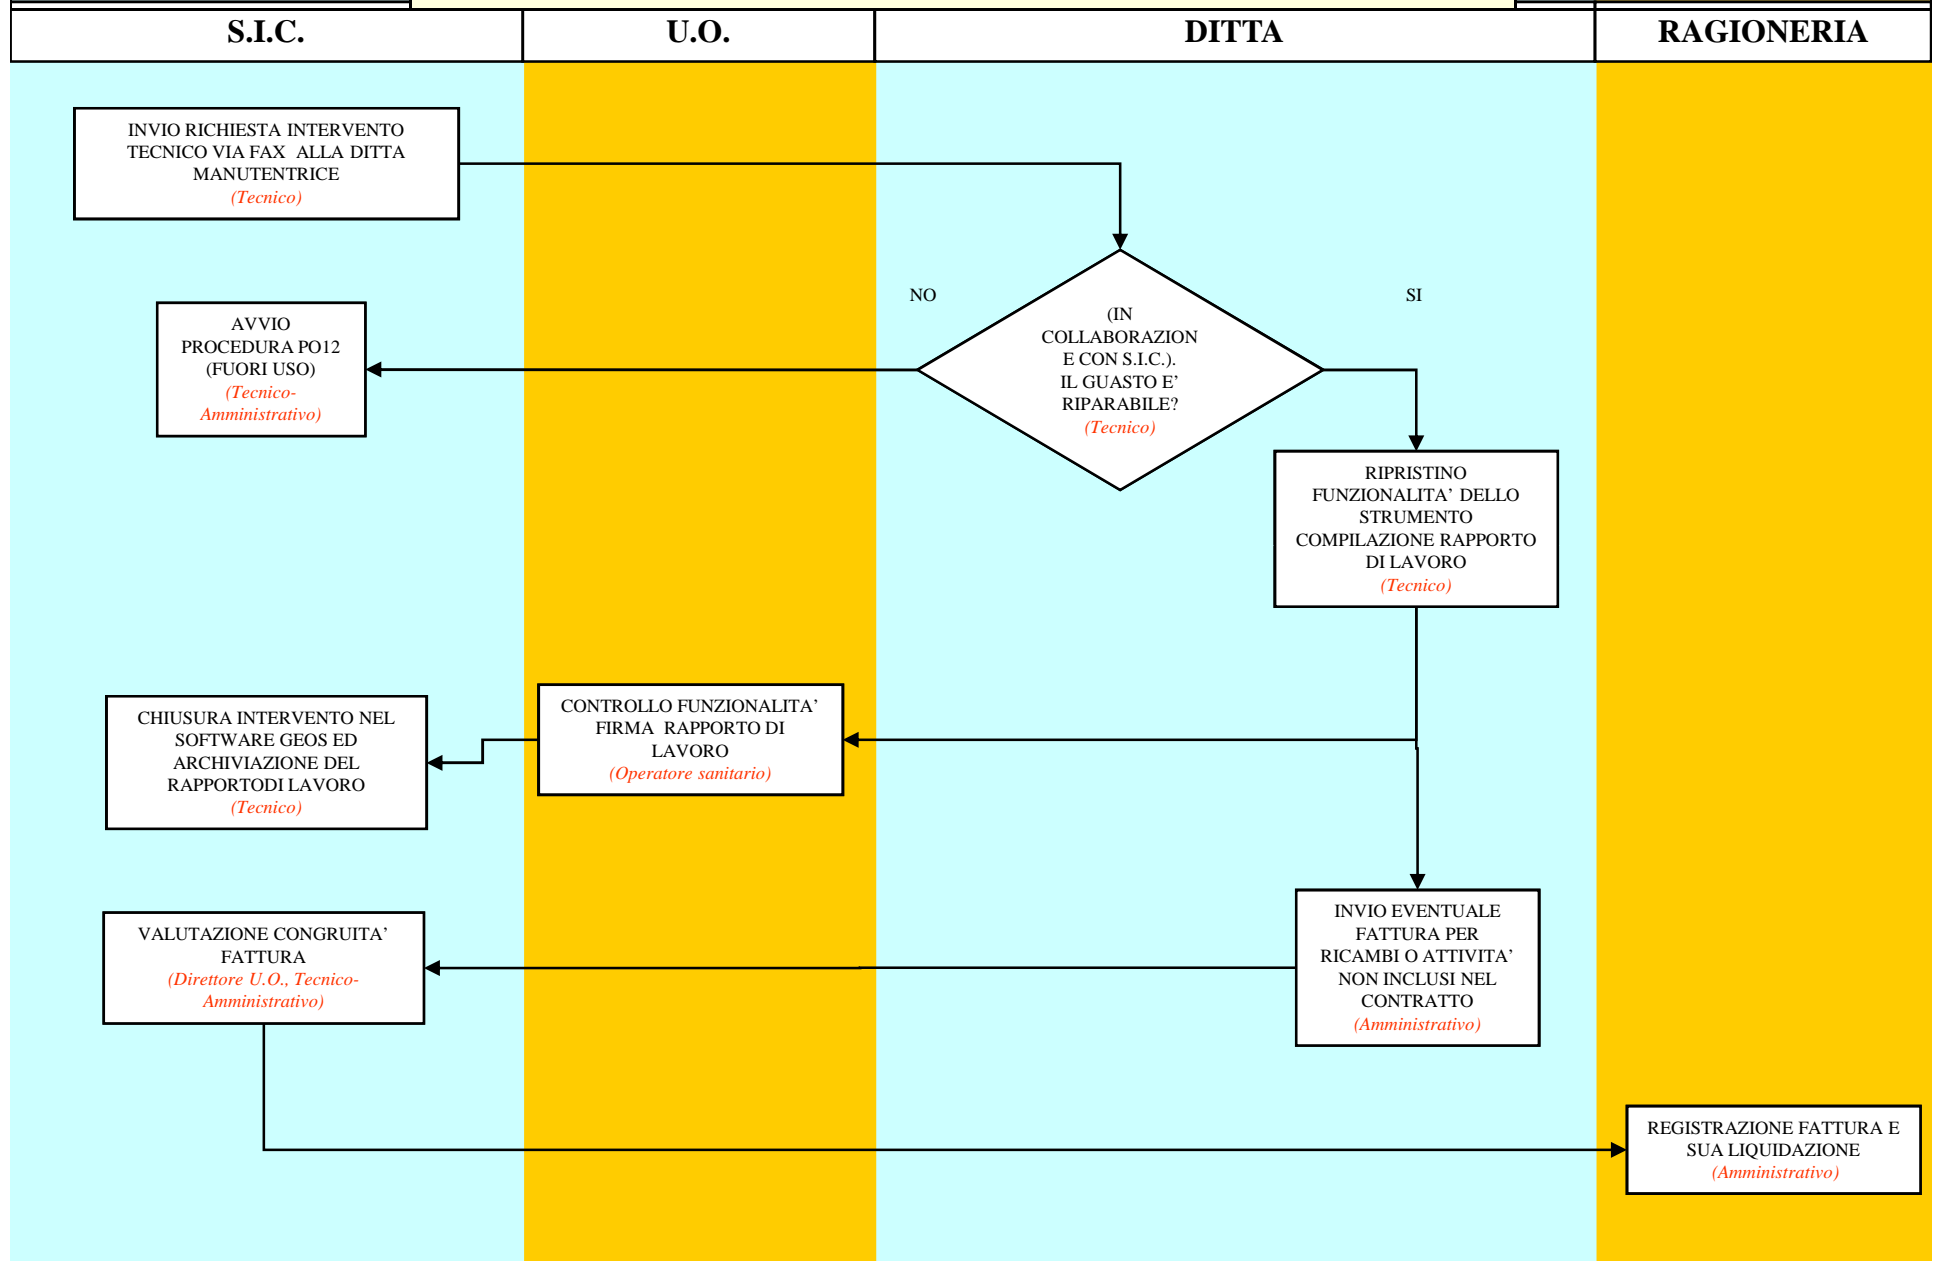 S.I.C.
U.O.
DITTA
RAGIONERIA
INVIO RICHIESTA INTERVENTO
TECNICO VIA FAX  ALLA DITTA
MANUTENTRICE
(Tecnico)
NO
SI
(IN
COLLABORAZION
E CON S.I.C.).
IL GUASTO E’
RIPARABILE?
(Tecnico)
AVVIO
PROCEDURA PO12
(FUORI USO)
(Tecnico-
Amministrativo)
RIPRISTINO
FUNZIONALITA’ DELLO
STRUMENTO
COMPILAZIONE RAPPORTO
DI LAVORO
(Tecnico)
CONTROLLO FUNZIONALITA’
FIRMA  RAPPORTO DI
LAVORO
(Operatore sanitario)
CHIUSURA INTERVENTO NEL
SOFTWARE GEOS ED
ARCHIVIAZIONE DEL
RAPPORTODI LAVORO
(Tecnico)
INVIO EVENTUALE
FATTURA PER
RICAMBI O ATTIVITA’
NON INCLUSI NEL
CONTRATTO
(Amministrativo)
VALUTAZIONE CONGRUITA’
FATTURA
(Direttore U.O., Tecnico-
Amministrativo)
REGISTRAZIONE FATTURA E
SUA LIQUIDAZIONE
(Amministrativo)